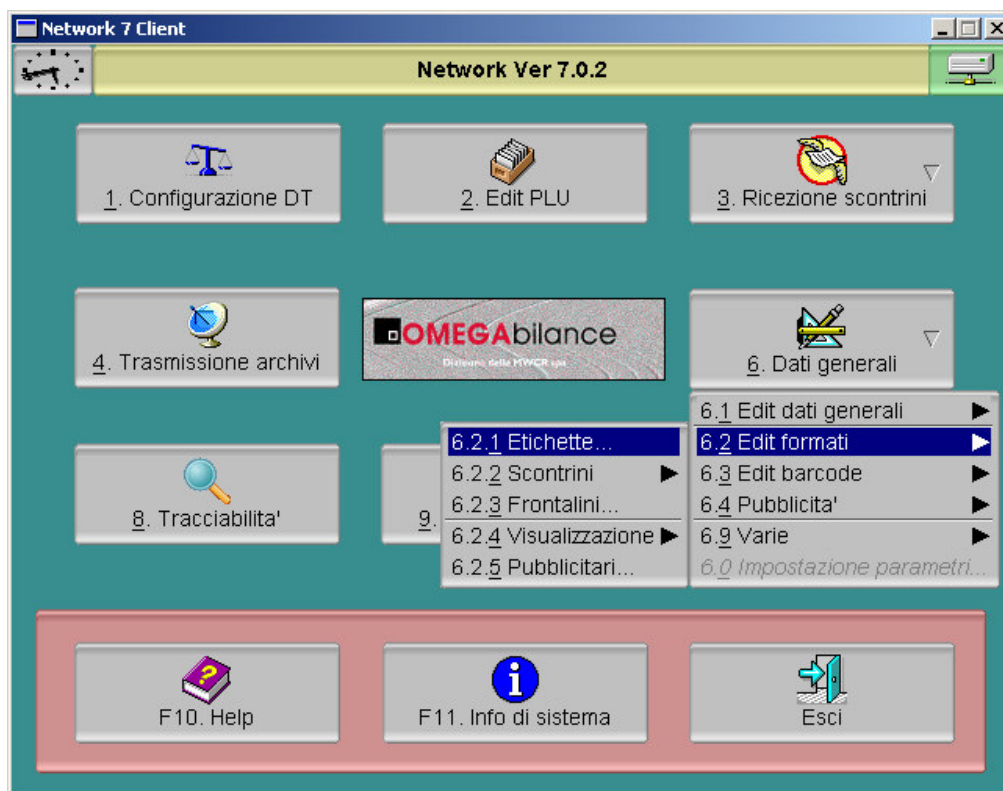 Network 7 Client
Network Ver 7.0.2
1. Configurazione DT
2. Edit PLU
3. Ricezione scontrini
4. Trasmissione archivi
OMEGAbilance
Divisione della MWCR spa
6. Dati generali
6.1 Edit dati generali
6.2 Edit formati
6.3 Edit barcode
6.4 Pubblicita'
6.9 Varie
6.0 Impostazione parametri...
6.2.1 Etichette...
6.2.2 Scontrini
6.2.3 Frontalini...
6.2.4 Visualizzazione
6.2.5 Pubblicitari...
8. Tracciabilita'
9.
F10. Help
F11. Info di sistema
Esci